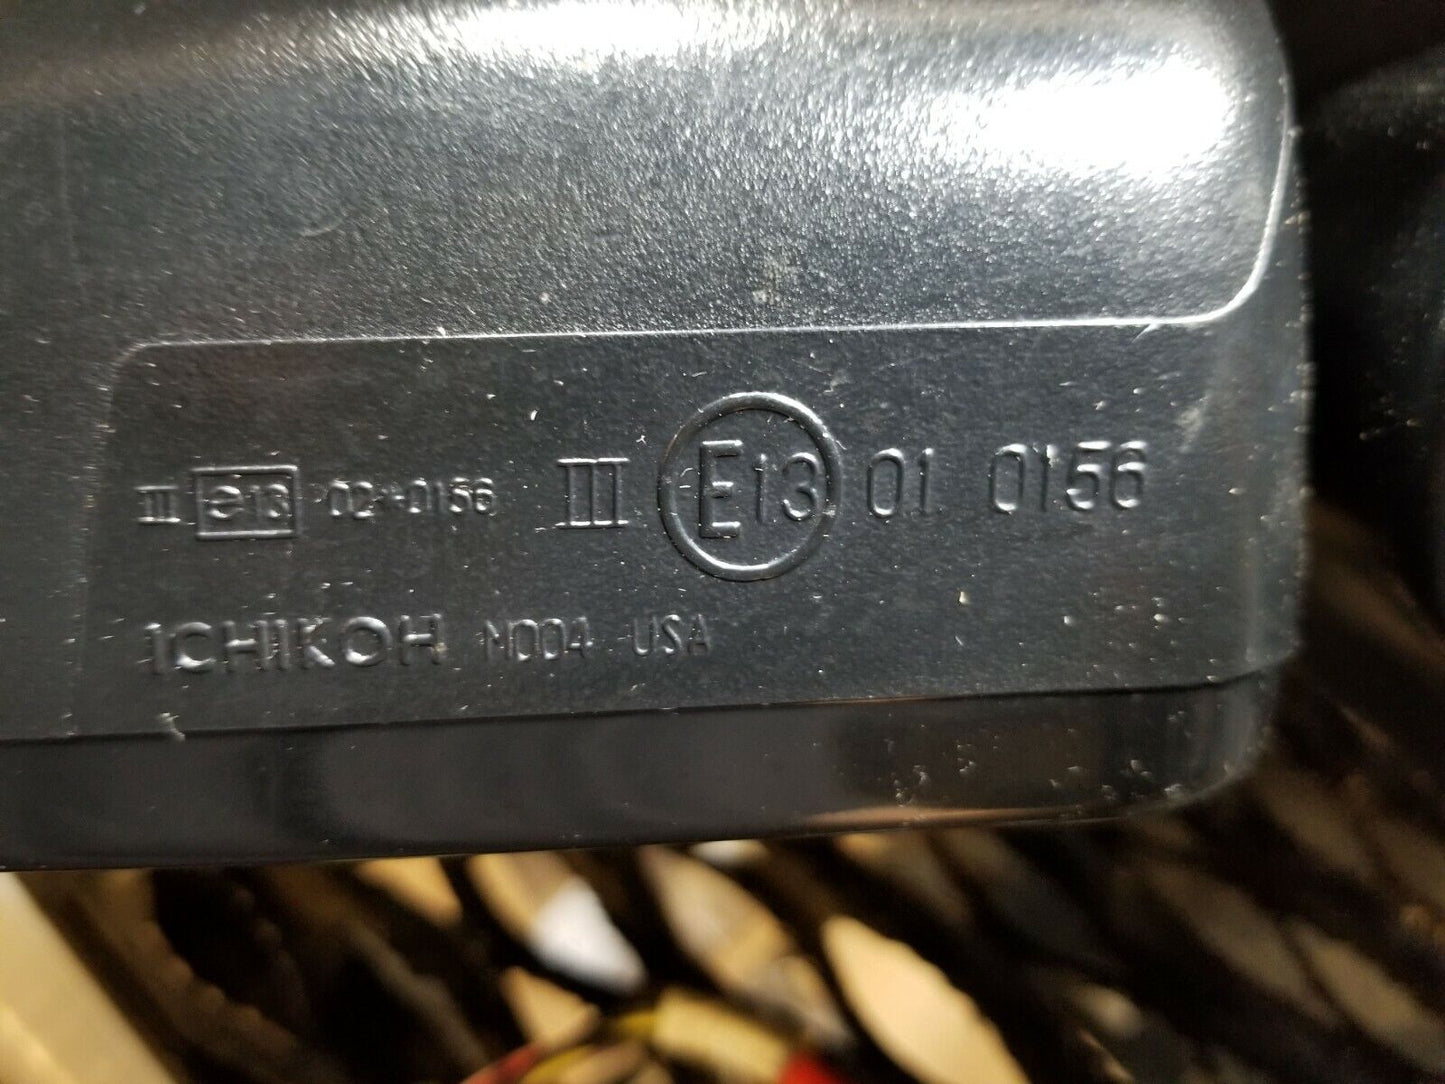 III e13 02*0156 III E13 01 0156
ICHIKOH N004 USA